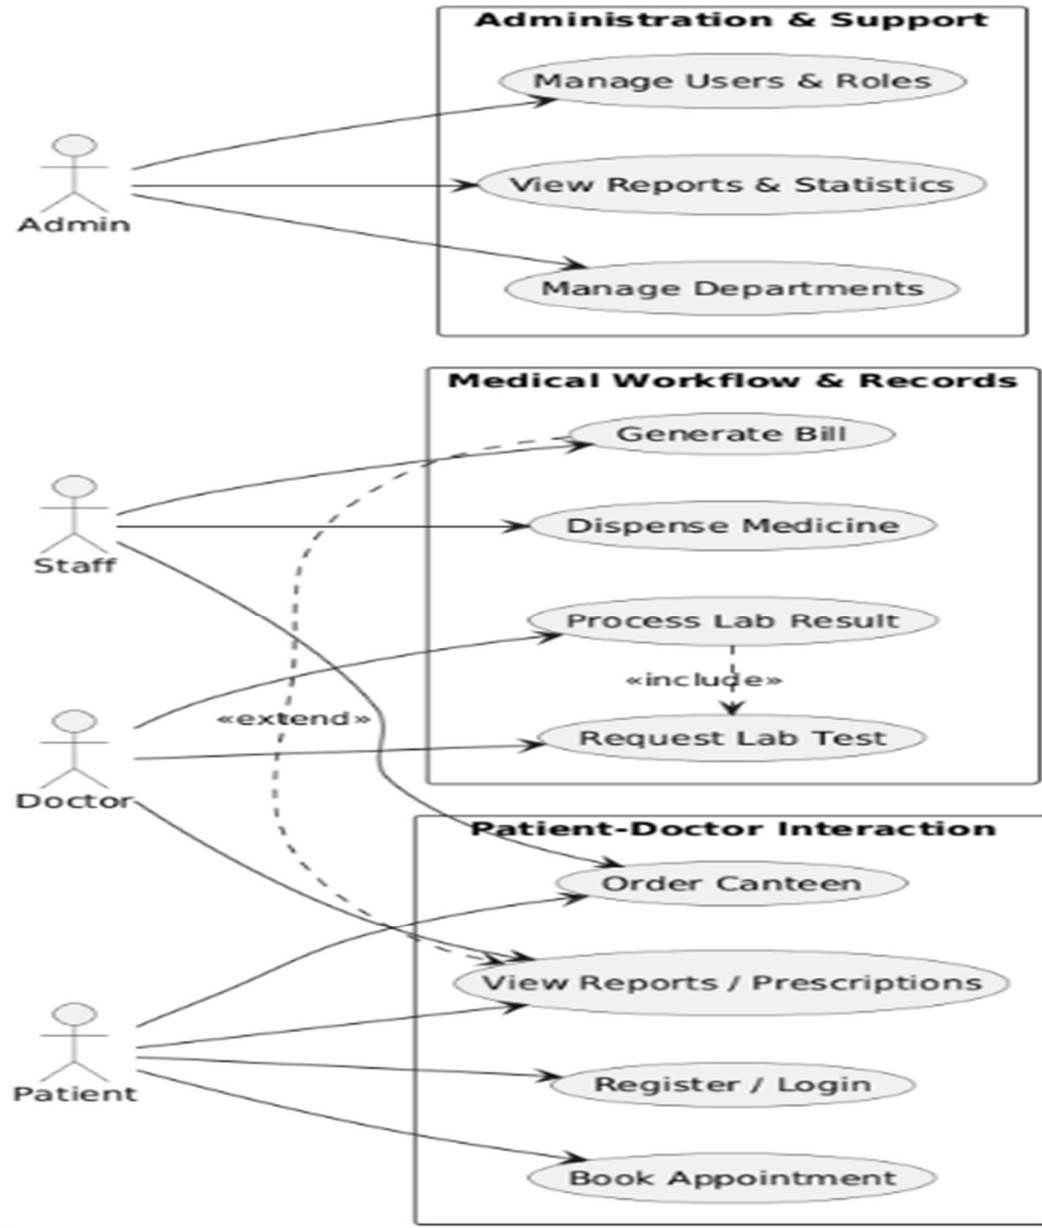 Administration & Support
Manage Users & Roles
View Reports & Statistics
Admin
Manage Departments
Medical Workflow & Records
Generate Bill
Dispense Medicine
Staff
Process Lab Result
«include»
«extend»
Request Lab Test
Doctor
Patient-Doctor Interaction
Order Canteen
View Reports / Prescriptions
Register / Login
Patient
Book Appointment